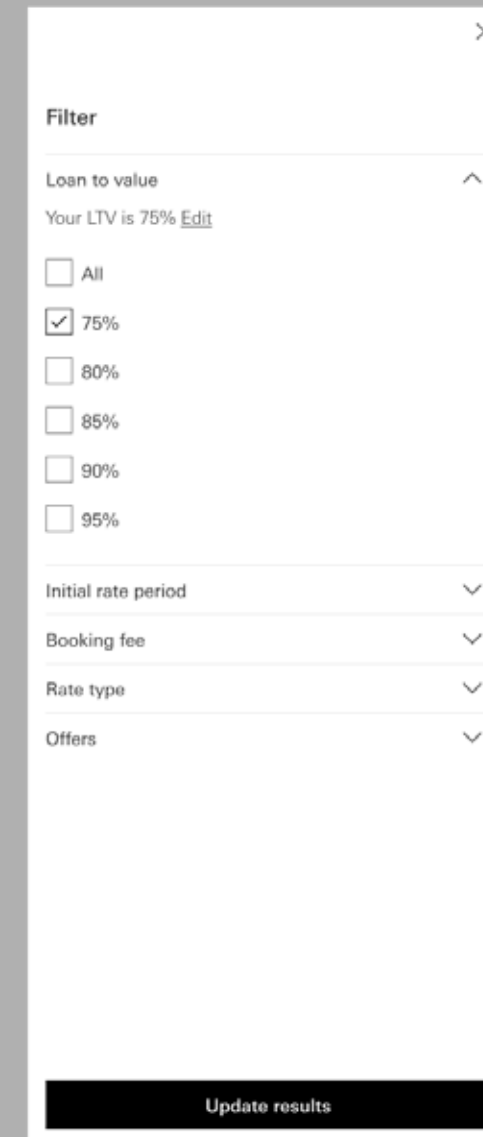 Filter
Loan to value
Your LTV is 75% Edit
All
75%
80%
85%
90%
95%
Initial rate period
Booking fee
Rate type
Offers
Update results